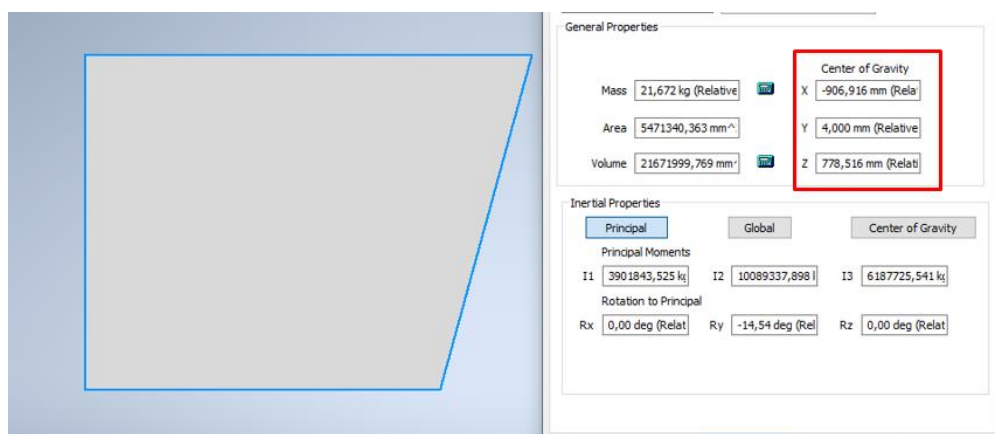 General Properties
Center of Gravity
Mass 21,672 kg (Relative X -906,916 mm (Rela
Area 5471340,363 mm^ Y 4,000 mm (Relative
Volume 21671999,769 mm Z 778,516 mm (Relati
Inertial Properties
Principal Global Center of Gravity
Principal Moments
I1 3901843,525 kg I2 10089337,898 I3 6187725,541 kg
Rotation to Principal
Rx 0,00 deg (Relat Ry -14,54 deg (Rel Rz 0,00 deg (Relat